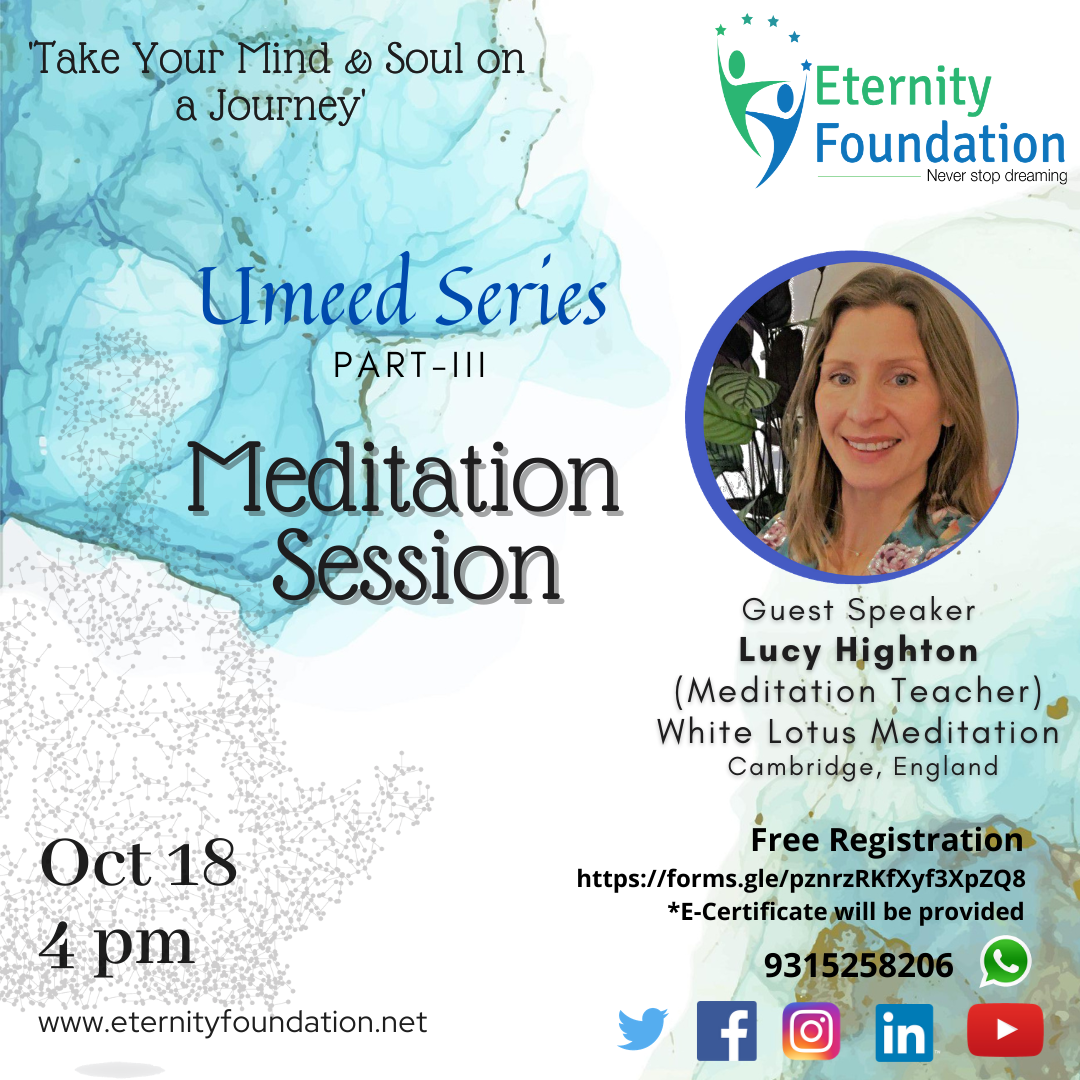 'Take Your Mind & Soul on
a Journey'
Eternity
Foundation
Never stop dreaming
Umeed Series
PART-III
Meditation
Session
Guest Speaker
Lucy Highton
(Meditation Teacher)
White Lotus Meditation
Cambridge, England
Oct 18
4 pm
www.eternityfoundation.net
Free Registration
https://forms.gle/pznrzRKfXyf3XpZQ8
*E-Certificate will be provided
9315258206